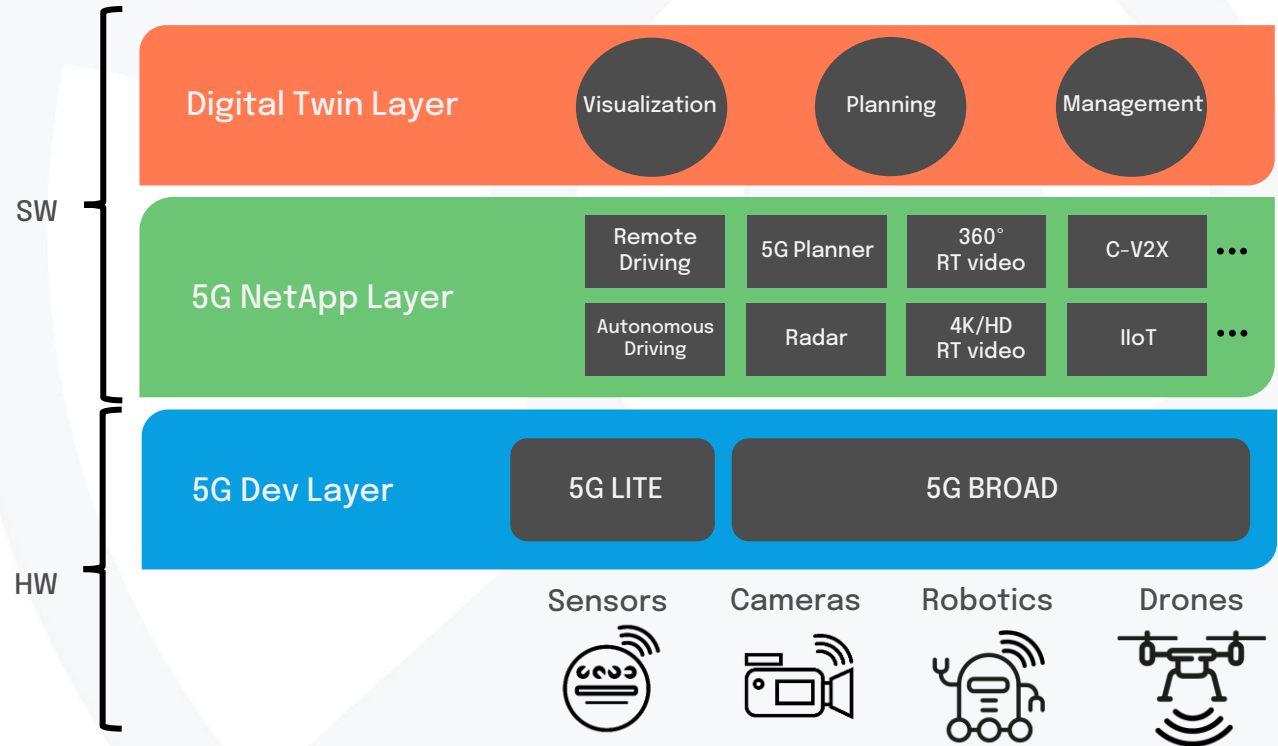 SW
Digital Twin Layer
Visualization
Planning
Management
5G NetApp Layer
Remote
Driving
5G Planner
360°
RT video
C-V2X
•••
Autonomous
Driving
Radar
4K/HD
RT video
IIoT
•••
HW
5G Dev Layer
5G LITE
5G BROAD
Sensors
Cameras
Robotics
Drones